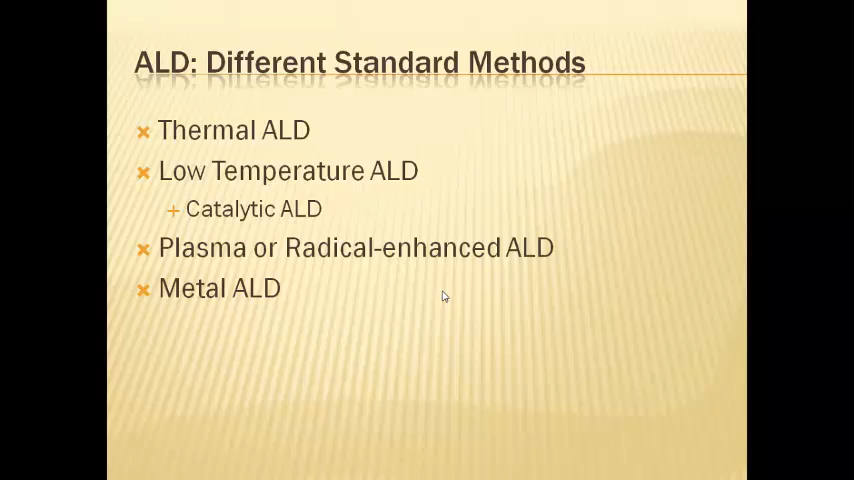 ALD: Different Standard Methods
Thermal ALD
Low Temperature ALD
Catalytic ALD
Plasma or Radical-enhanced ALD
Metal ALD